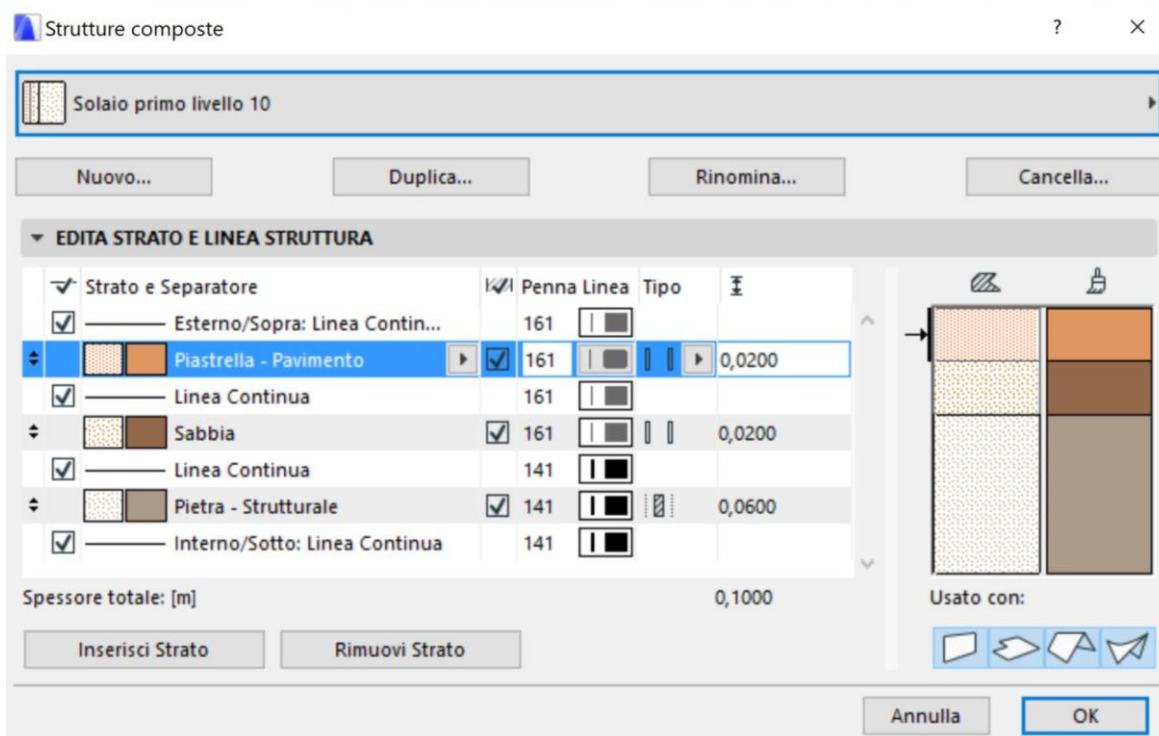 Strutture composte ?
Solaio primo livello 10
Nuovo... Duplica... Rinomina... Cancella...
EDITA STRATO E LINEA STRUTTURA
Strato e Separatore Penna Linea Tipo
Esterno/Sopra: Linea Contin... 161
Piastrella - Pavimento 161 0,0200
Linea Continua 161
Sabbia 161 0,0200
Linea Continua 141
Pietra - Strutturale 141 0,0600
Interno/Sotto: Linea Continua 141
Spessore totale: [m] 0,1000 Usato con:
Inserisci Strato Rimuovi Strato
Annulla OK